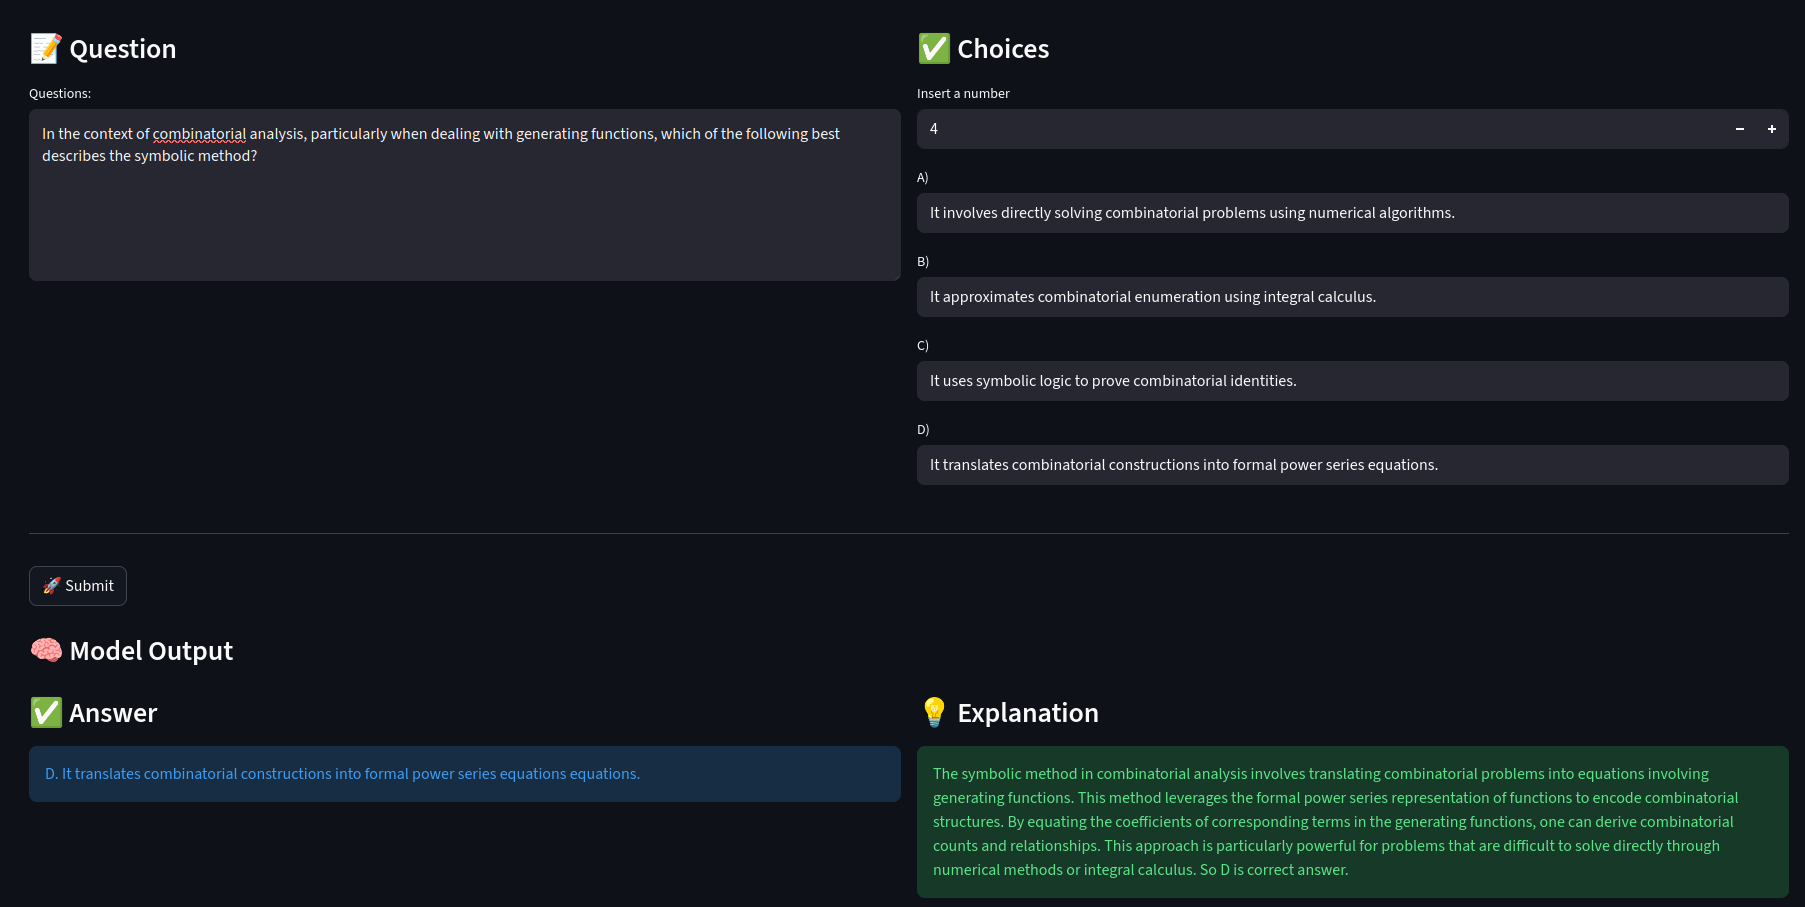 📝 Question
Questions:
In the context of combinatorial analysis, particularly when dealing with generating functions, which of the following best
describes the symbolic method?
✅ Choices
Insert a number
4
A)
It involves directly solving combinatorial problems using numerical algorithms.
B)
It approximates combinatorial enumeration using integral calculus.
C)
It uses symbolic logic to prove combinatorial identities.
D)
It translates combinatorial constructions into formal power series equations.
🚀 Submit
🧠 Model Output
✅ Answer
D. It translates combinatorial constructions into formal power series equations equations.
💡 Explanation
The symbolic method in combinatorial analysis involves translating combinatorial problems into equations involving
generating functions. This method leverages the formal power series representation of functions to encode combinatorial
structures. By equating the coefficients of corresponding terms in the generating functions, one can derive combinatorial
counts and relationships. This approach is particularly powerful for problems that are difficult to solve directly through
numerical methods or integral calculus. So D is correct answer.